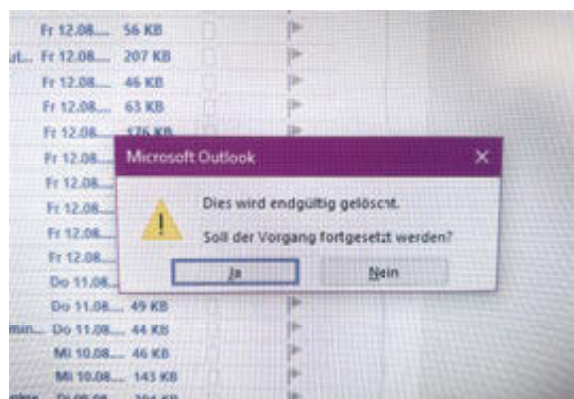 Fr 12.08.... 56 KB
Fr 12.08.... 207 KB
Fr 12.08.... 46 KB
Fr 12.08.... 63 KB
Fr 12.08.... 176 KB
Fr 12.08....
Microsoft Outlook
Fr 12.08....
Fr 12.08....
Dies wird endgültig gelöscht.
Fr 12.08....
Soll der Vorgang fortgesetzt werden?
Fr 12.08....
Ja
Nein
Do 11.08....
Do 11.08.... 49 KB
Do 11.08.... 44 KB
Mi 10.08.... 46 KB
Mi 10.08.... 143 KB